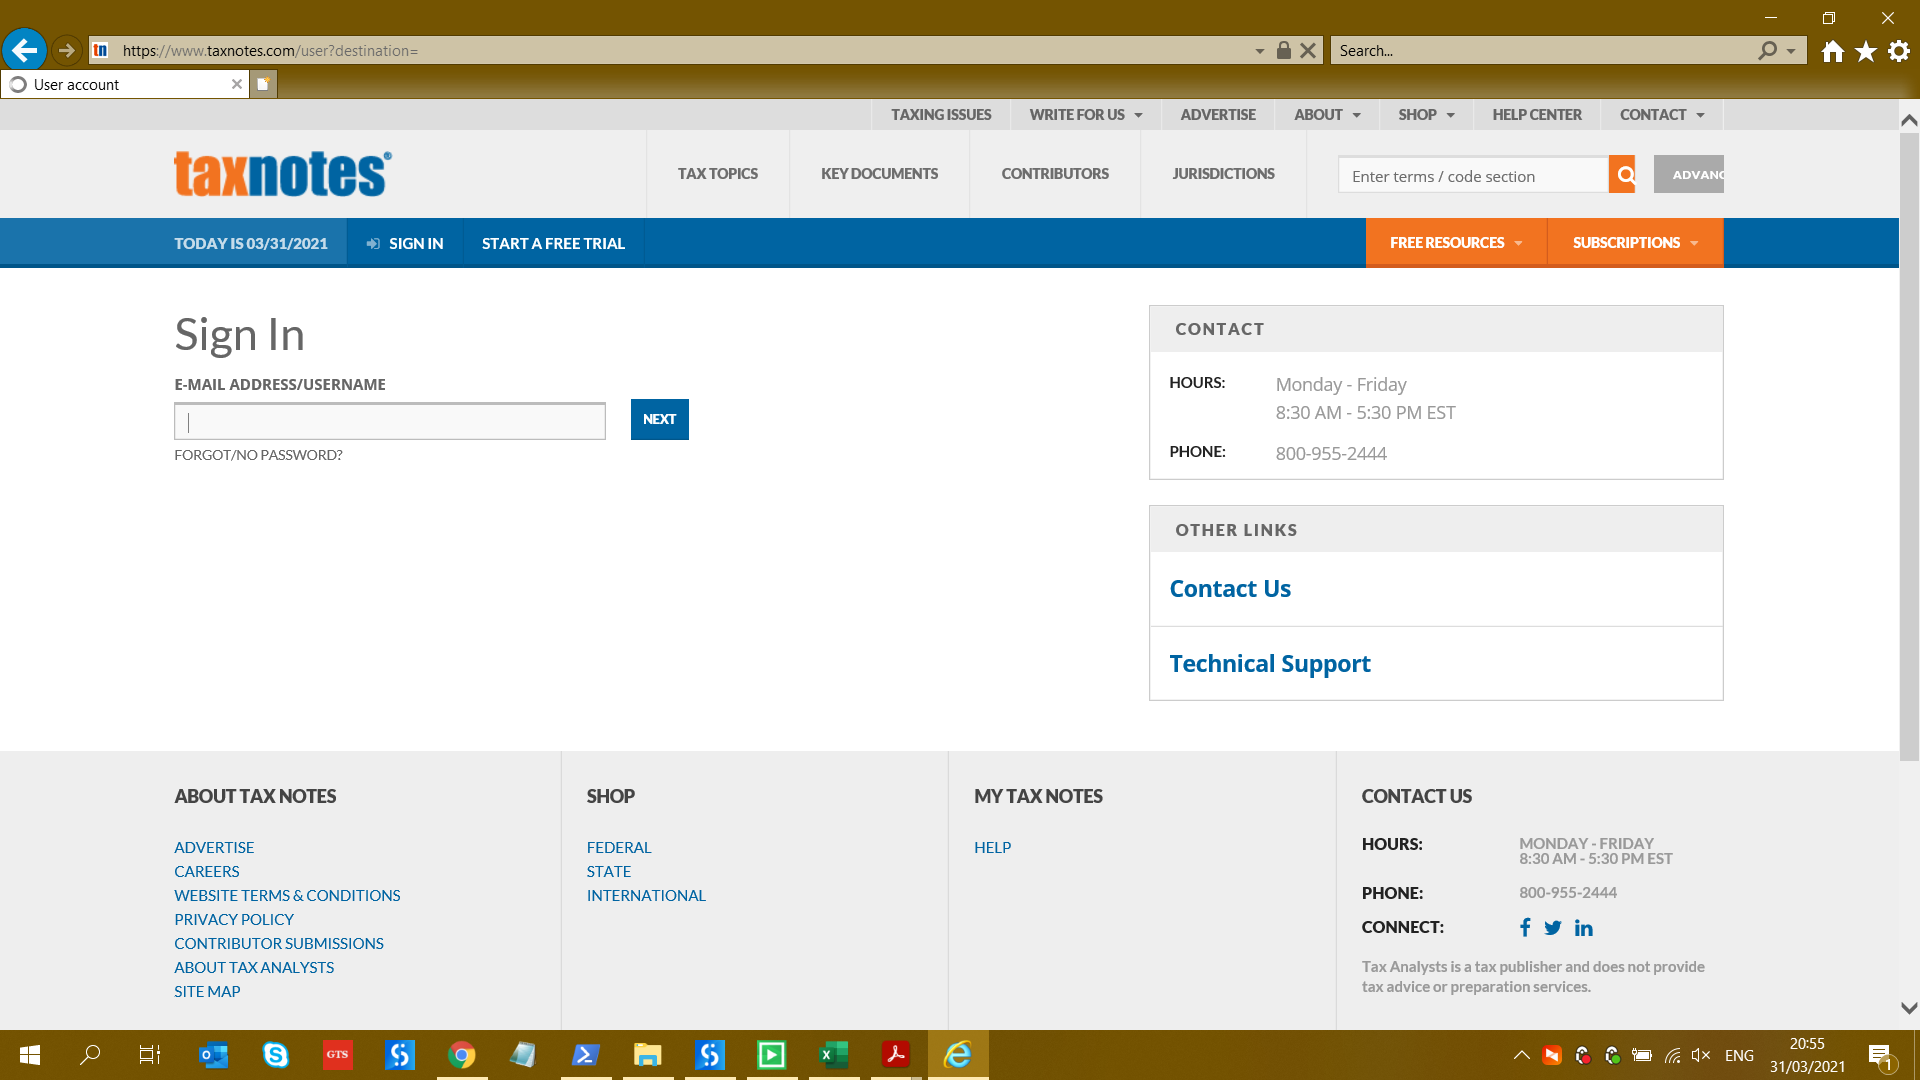 https://www.taxnotes.com/user?destination=
Search...
User account
TAXING ISSUES WRITE FOR US ADVERTISE ABOUT SHOP HELP CENTER CONTACT
taxnotes®
TAX TOPICS KEY DOCUMENTS CONTRIBUTORS JURISDICTIONS
Enter terms / code section
ADVANC
TODAY IS 03/31/2021 SIGN IN START A FREE TRIAL
FREE RESOURCES SUBSCRIPTIONS
Sign In
E-MAIL ADDRESS/USERNAME
NEXT
FORGOT/NO PASSWORD?
CONTACT
HOURS: Monday - Friday
8:30 AM - 5:30 PM EST
PHONE: 800-955-2444
OTHER LINKS
Contact Us
Technical Support
ABOUT TAX NOTES
ADVERTISE
CAREERS
WEBSITE TERMS & CONDITIONS
PRIVACY POLICY
CONTRIBUTOR SUBMISSIONS
ABOUT TAX ANALYSTS
SITE MAP
SHOP
FEDERAL
STATE
INTERNATIONAL
MY TAX NOTES
HELP
CONTACT US
HOURS: MONDAY - FRIDAY
8:30 AM - 5:30 PM EST
PHONE: 800-955-2444
CONNECT:
Tax Analysts is a tax publisher and does not provide
tax advice or preparation services.
GTS
ENG
20:55
31/03/2021
1